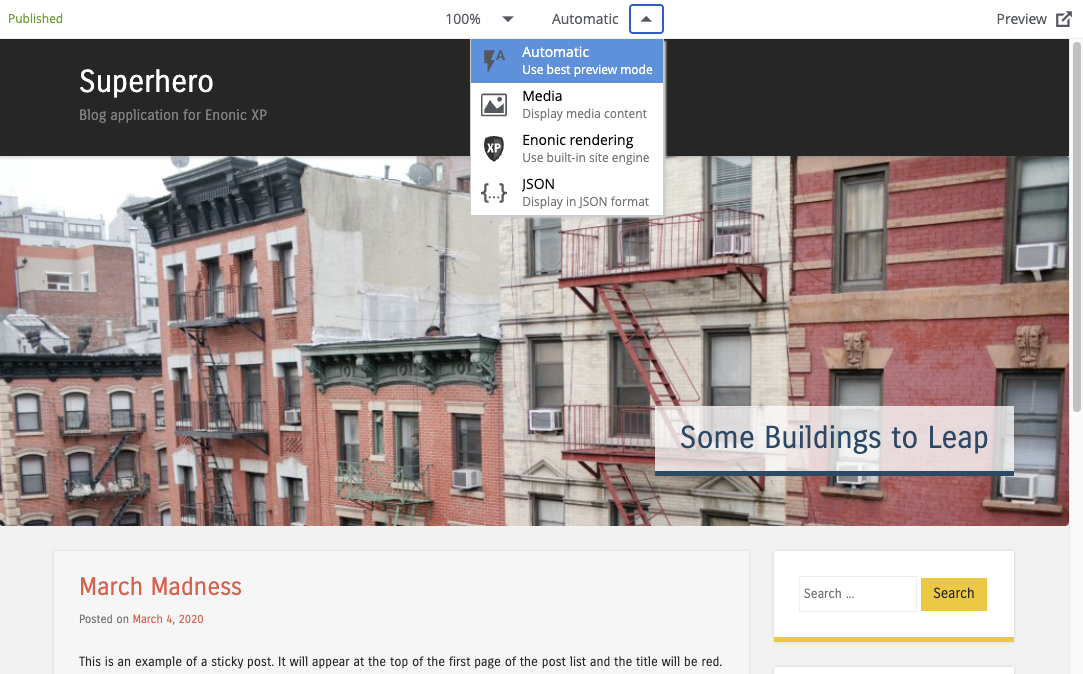 Published
100%
Automatic
Preview
Superhero
Blog application for Enonic XP
A
Automatic
Use best preview mode
Media
Display media content
XP
Enonic rendering
Use built-in site engine
{...}
JSON
Display in JSON format
Some Buildings to Leap
March Madness
Posted on March 4, 2020
This is an example of a sticky post. It will appear at the top of the first page of the post list and the title will be red.
Search ...
Search